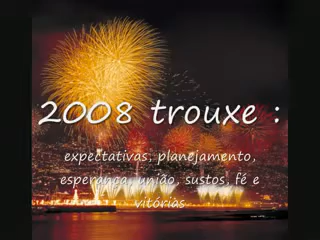 2008 trouxe :
expectativas, planejamento,
esperança, união, sustos, fé e
vitórias